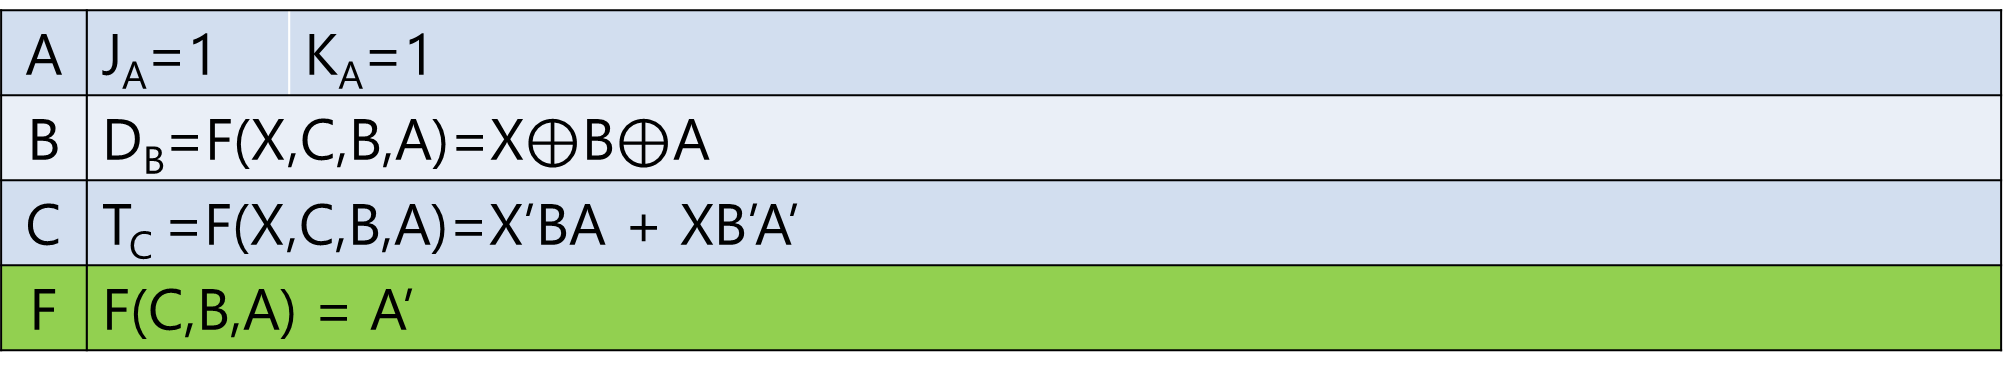 A J_A=1 K_A=1
B D_B=F(X,C,B,A)=X⊕B⊕A
C T_C =F(X,C,B,A)=X′BA + XB′A′
F F(C,B,A) = A′